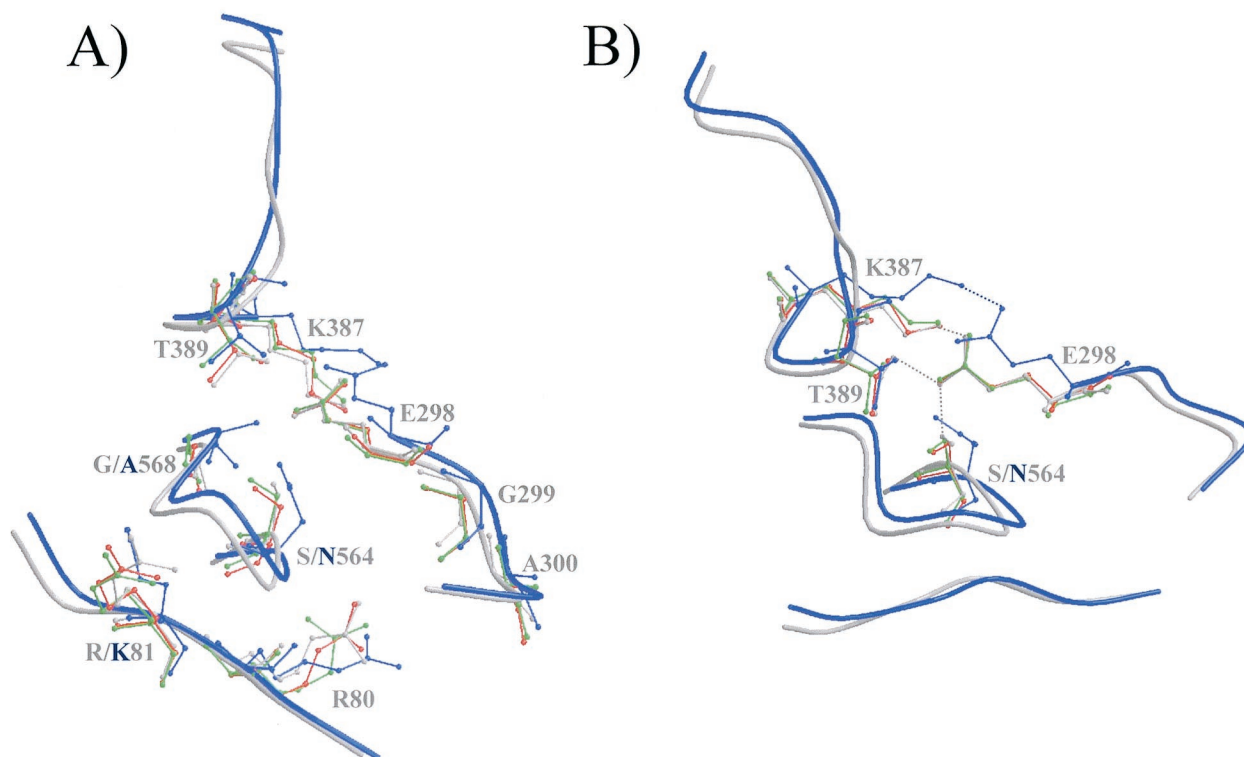 A)
K387
T389
E298
G/A568
G299
S/N564
A300
R/K81
R80
B)
K387
E298
T389
S/N564